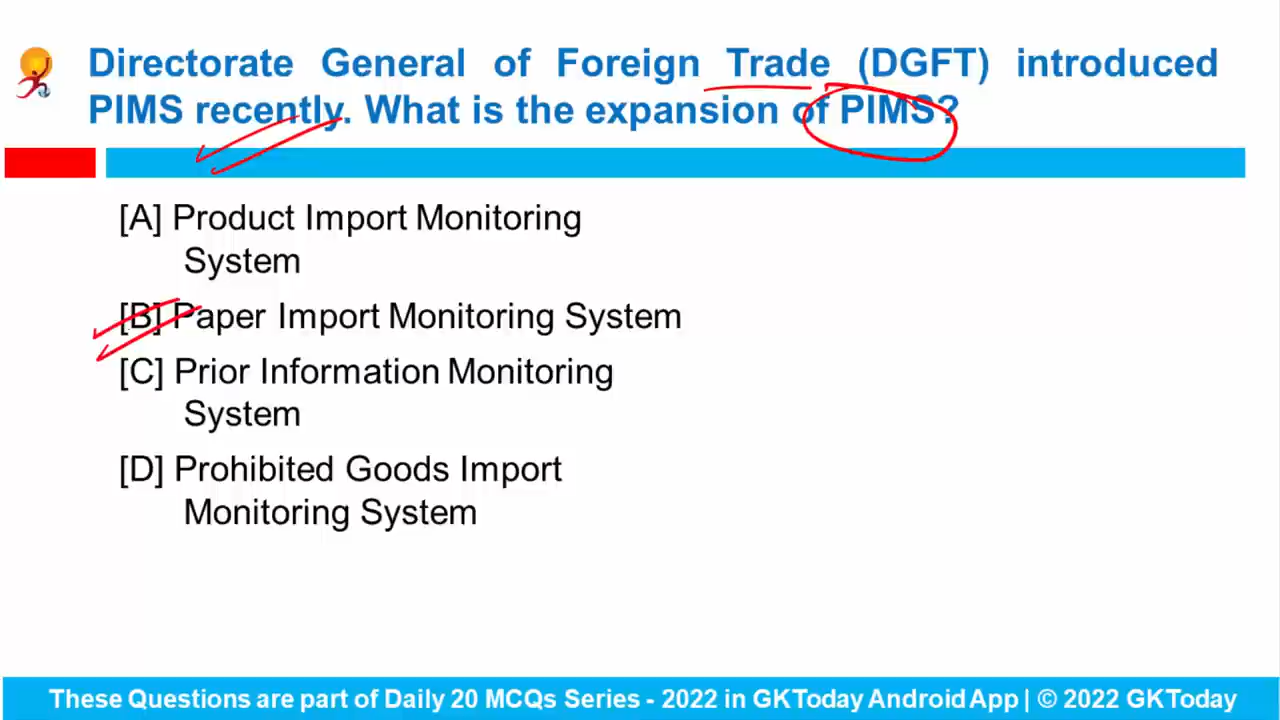 Directorate General of Foreign Trade (DGFT) introduced
PIMS recently. What is the expansion of PIMS?
[A] Product Import Monitoring
System
[B] Paper Import Monitoring System
[C] Prior Information Monitoring
System
[D] Prohibited Goods Import
Monitoring System
These Questions are part of Daily 20 MCQs Series - 2022 in GKToday Android App | © 2022 GKToday